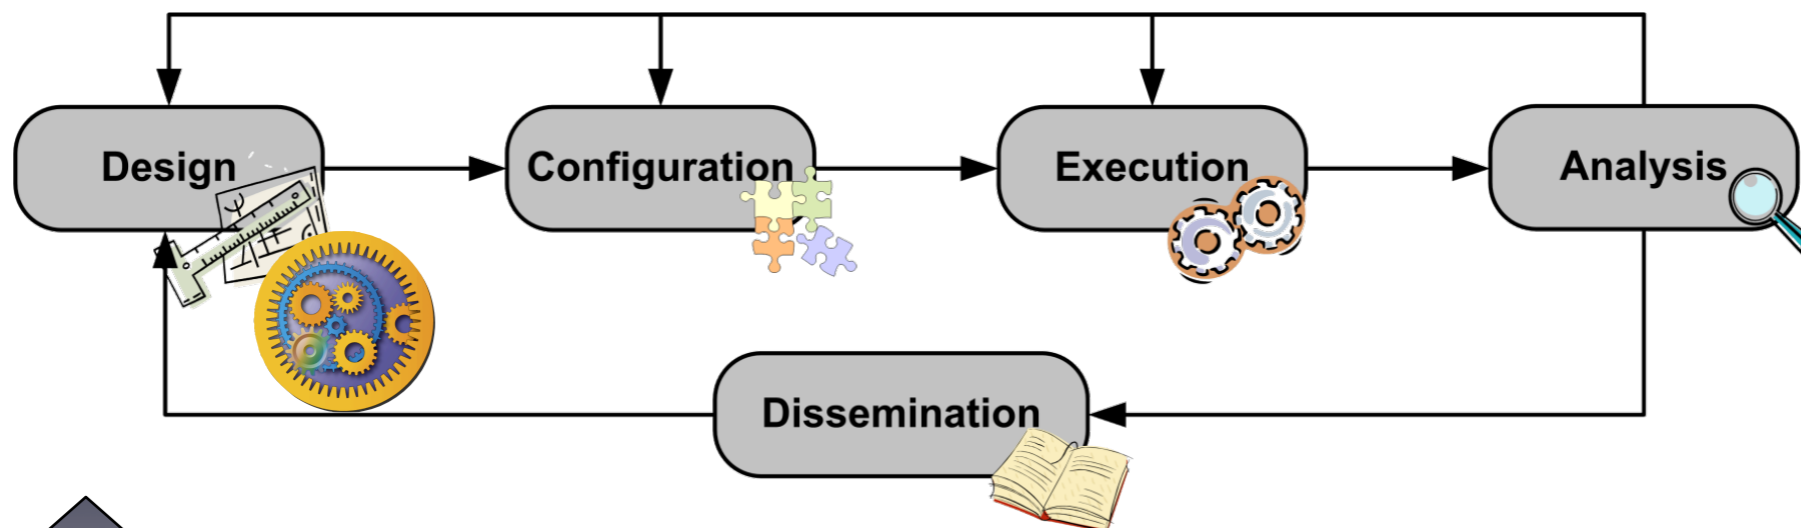 Design
Configuration
Execution
Analysis
Dissemination